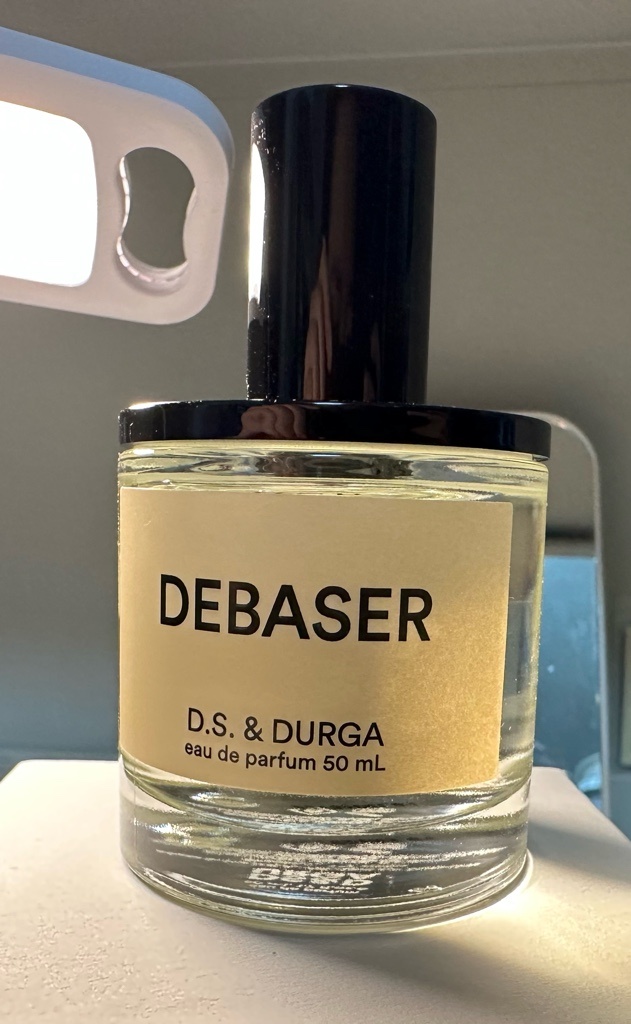 DEBASER
D.S. & DURGA
eau de parfum 50 mL